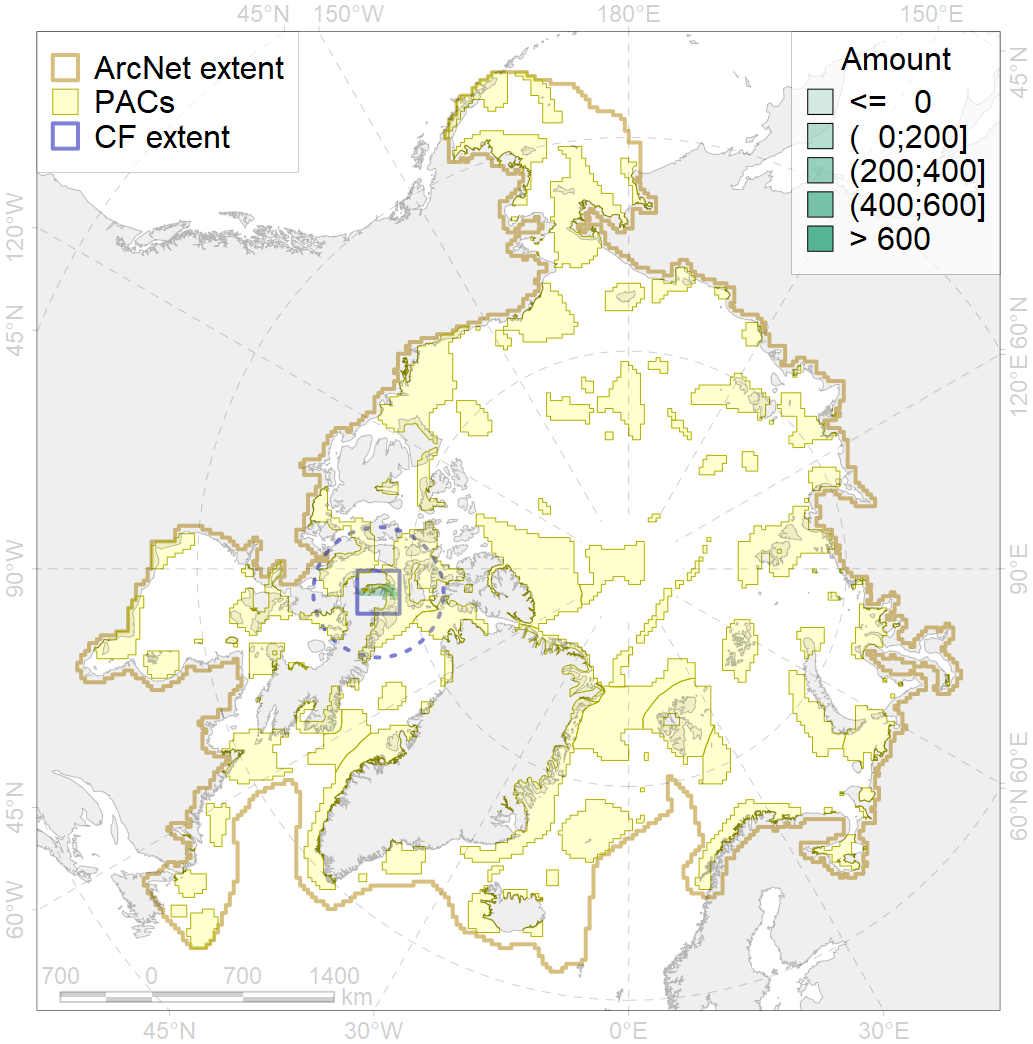 45°N 150°W 180°E 150°E
ArcNet extent
PACs
CF extent
Amount
<= 0
( 0;200]
(200;400]
(400;600]
> 600
45°N
120°W
45°N
60°N
120°E
90°W
90°E
45°N
60°N
60°W
60°E
700 0 700 1400
km
45°N 30°W 0°E 30°E